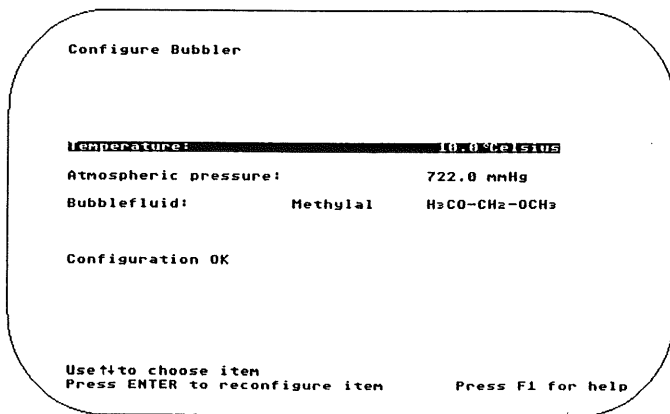 Configure Bubbler
Temperature: 10.0°Celsius
Atmospheric pressure: 722.0 mmHg
Bubblefluid: Methylal H₃CO-CH₂-OCH₃
Configuration OK
Use↑↓to choose item
Press ENTER to reconfigure item Press F1 for help